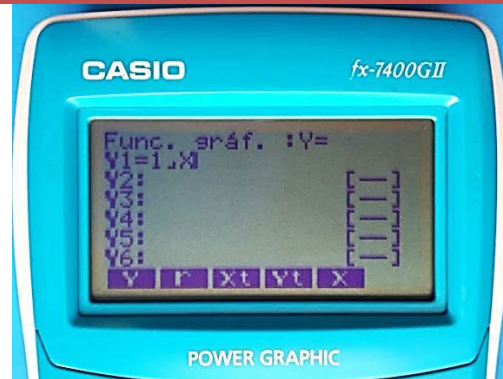 CASIO fx-7400GII
Func. gráf. :Y=
Y1=1⌟X
Y2: [—]
Y3: [—]
Y4: [—]
Y5: [—]
Y6: [—]
Y r Xt Yt X
POWER GRAPHIC